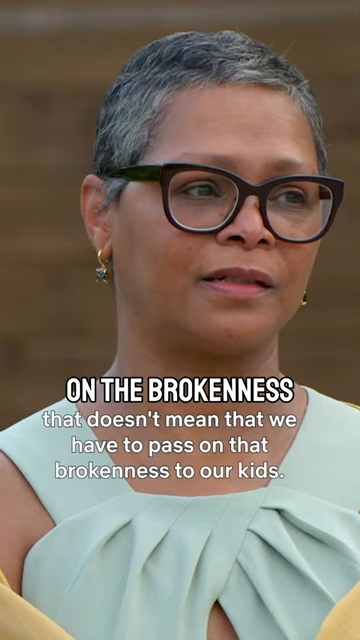 ON THE BROKENNESS
that doesn't mean that we
have to pass on that
brokenness to our kids.